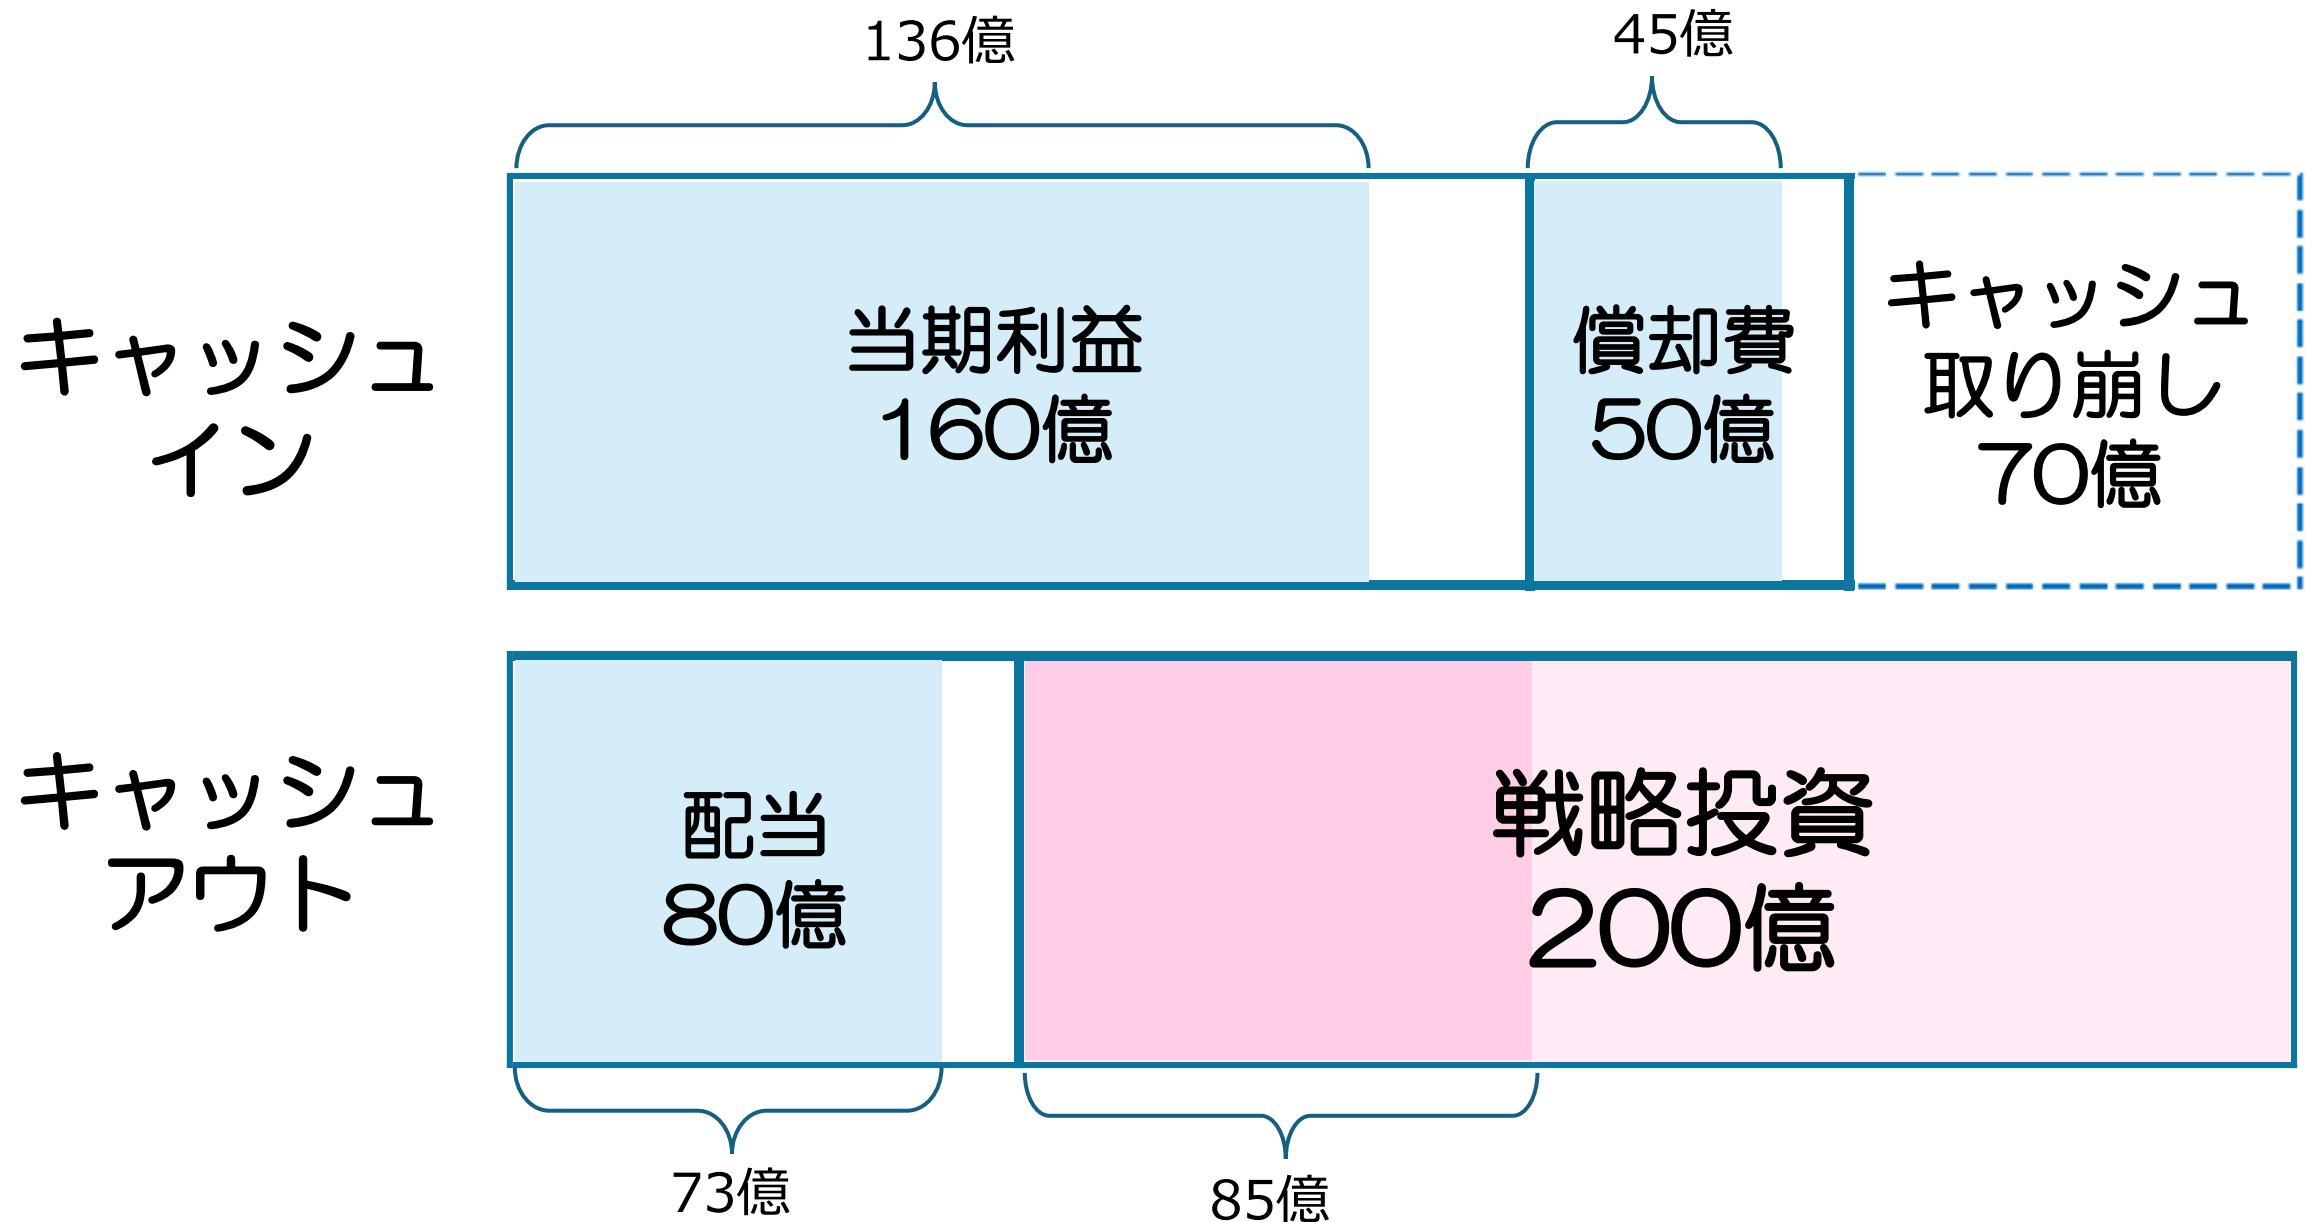 136億
45億
キャッシュ
イン
当期利益
160億
償却費
50億
キャッシュ
取り崩し
70億
キャッシュ
アウト
配当
80億
戦略投資
200億
73億
85億